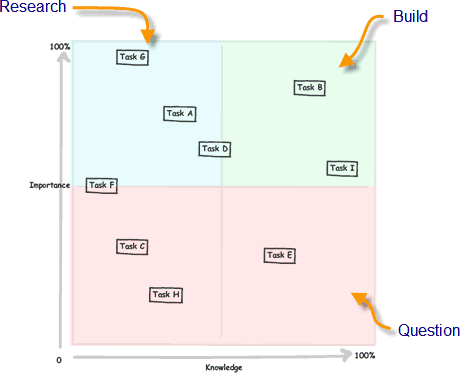 Research
Build
100%
Task G
Task B
Task A
Task D
Task I
Importance
Task F
Task C
Task E
Task H
Question
0
100%
Knowledge